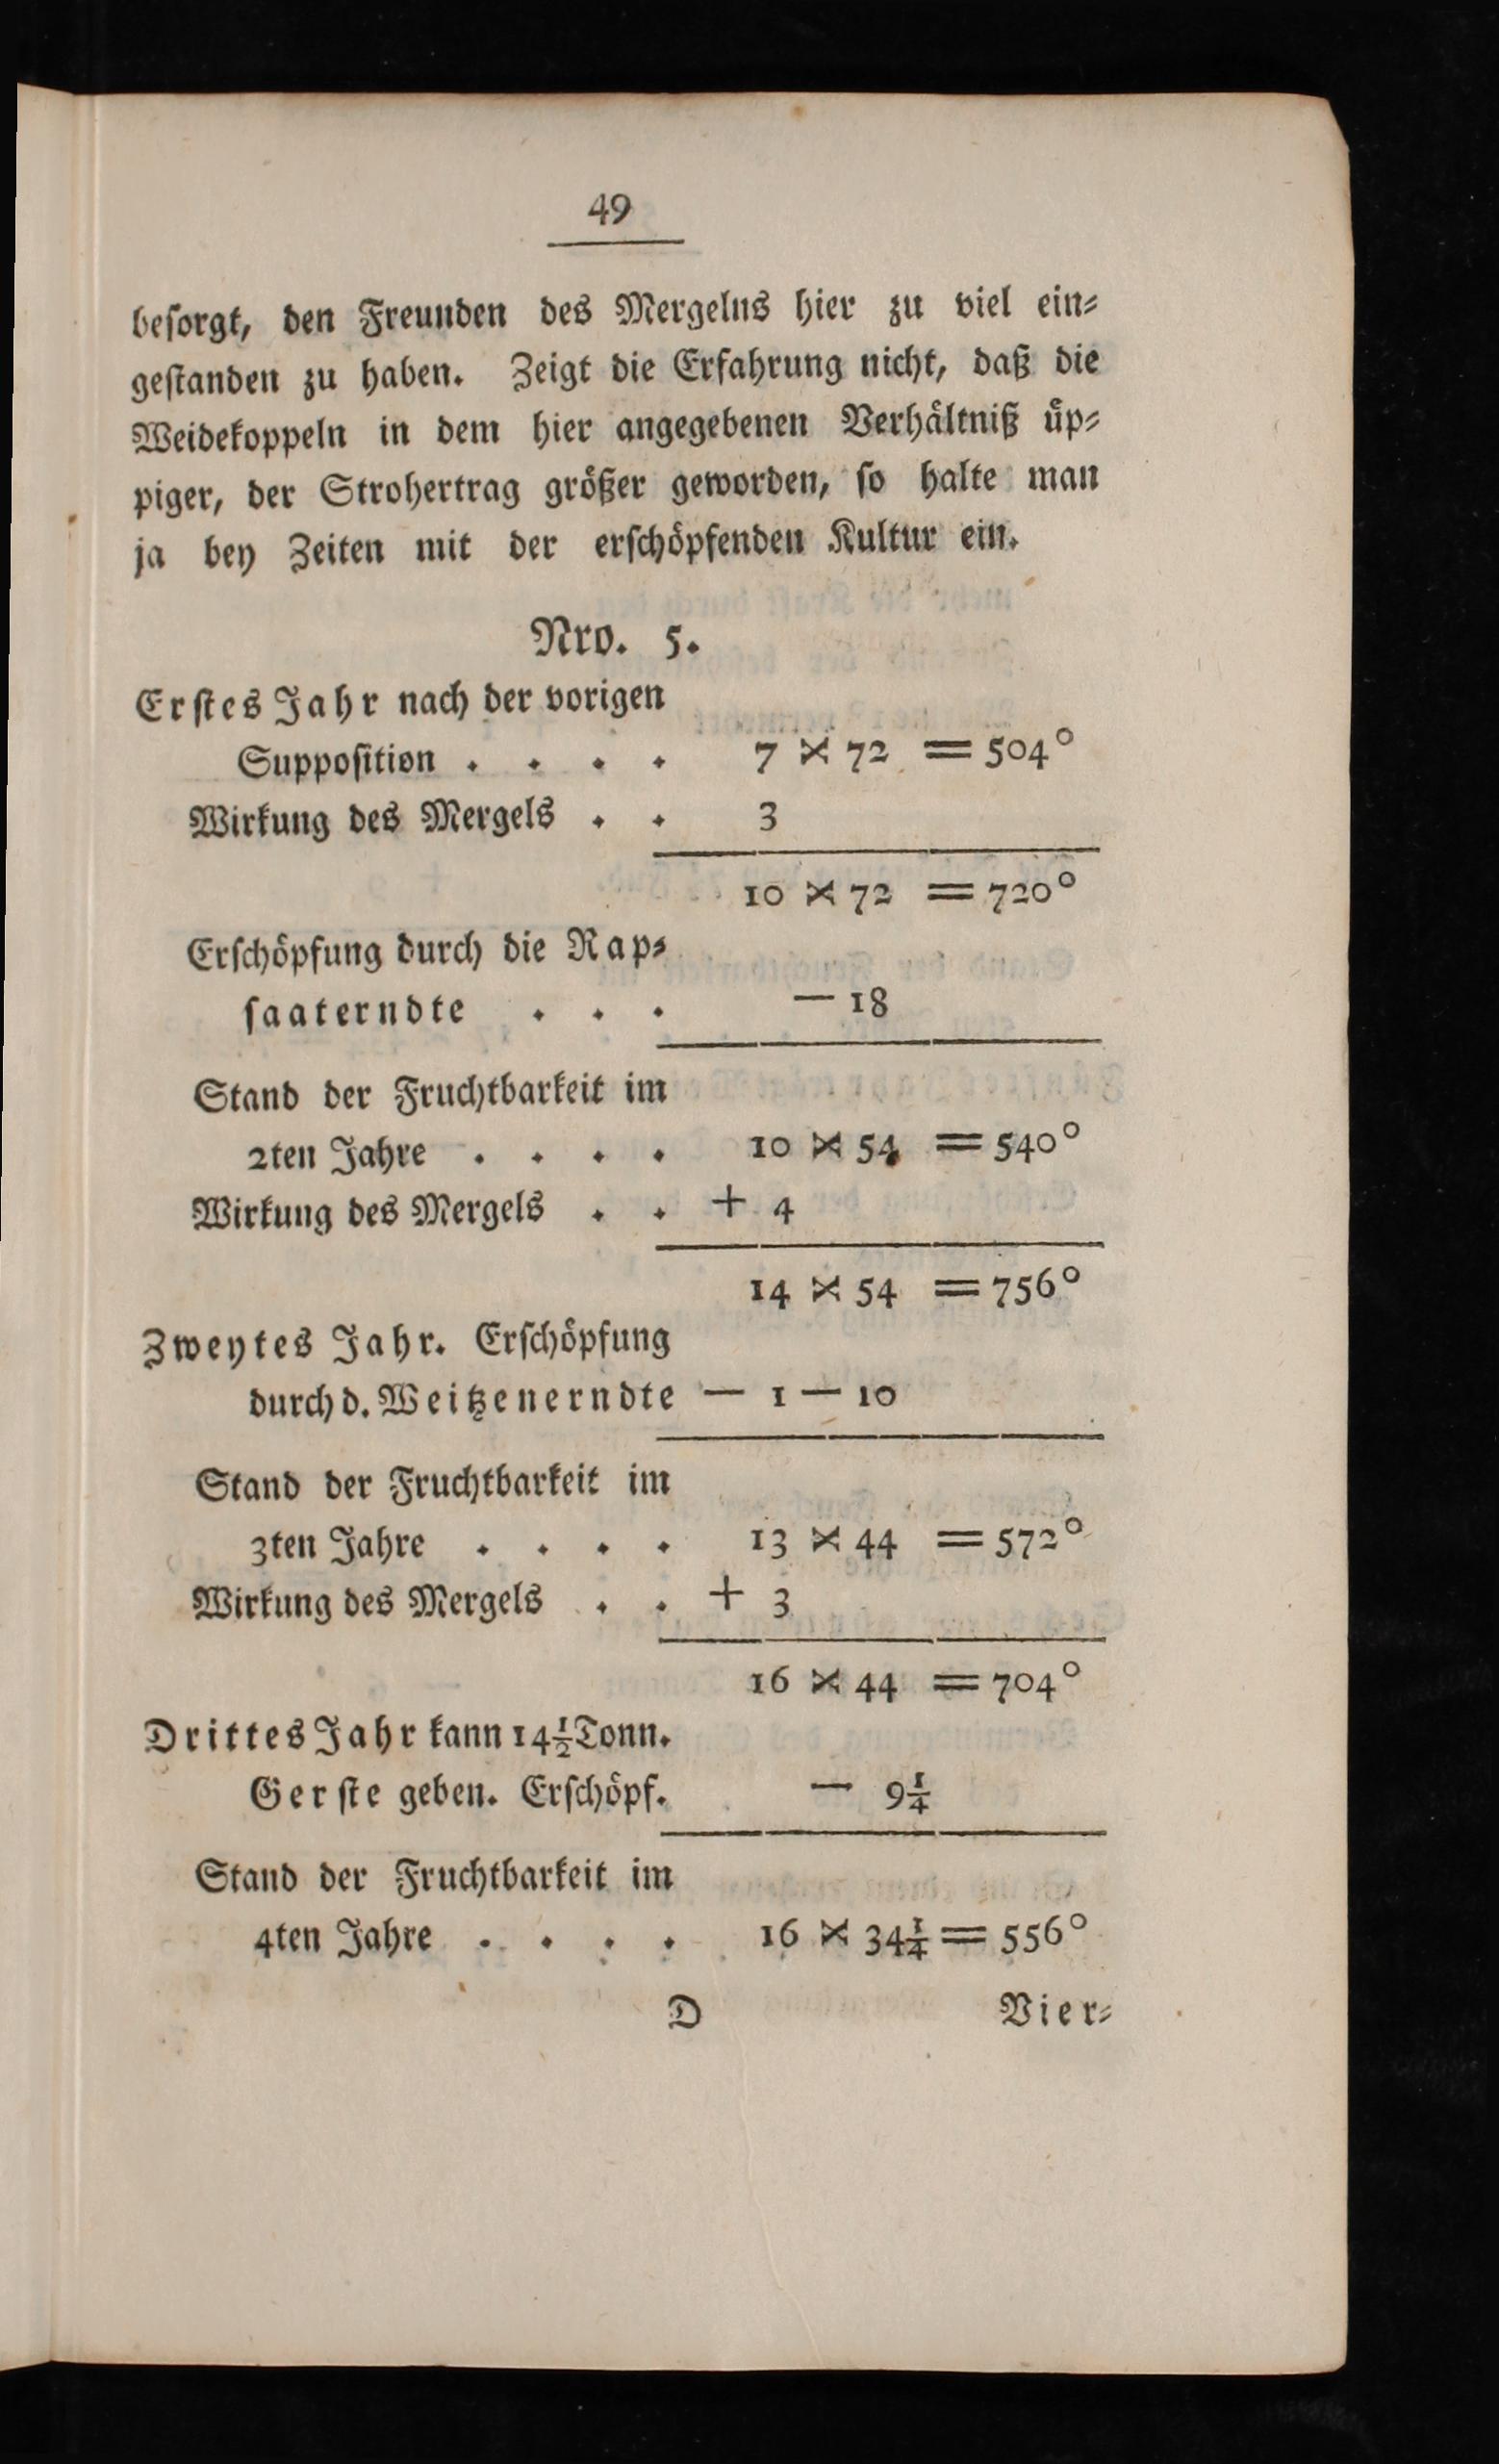 49
besorgt, den Freunden des Mergelns hier zu viel ein⸗
gestanden zu haben. Zeigt die Erfahrung nicht, daß die
Weidekoppeln in dem hier angegebenen Verhältniß üp⸗
piger, der Strohertrag größer geworden, so halte man
ja bey Zeiten mit der erschöpfenden Kultur ein.
Nro. 5.
Erstes Jahr nach der vorigen
Supposition . . . . 7 × 72 = 504°
Wirkung des Mergels . . 3
10 × 72 = 720°
Erschöpfung durch die Rap⸗
saaterndte . . . — 18
Stand der Fruchtbarkeit im
2ten Jahre . . . . 10 × 54 = 540°
Wirkung des Mergels . . + 4
14 × 54 = 756°
Zweytes Jahr. Erschöpfung
durch d. Weitzenerndte — 1 — 10
Stand der Fruchtbarkeit im
3ten Jahre . . . . 13 × 44 = 572°
Wirkung des Mergels . . + 3
16 × 44 = 704°
Drittes Jahr kann 14½ Tonn.
Gerste geben. Erschöpf. — 9¼
Stand der Fruchtbarkeit im
4ten Jahre . . . . 16 × 34¼ = 556°
D Vier⸗